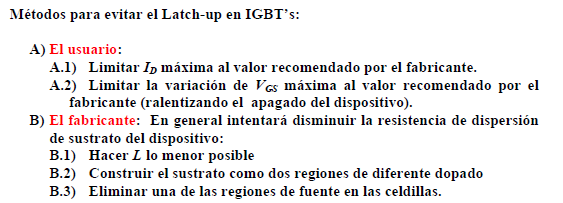 Métodos para evitar el Latch-up en IGBT's:
A) El usuario:
A.1) Limitar ID máxima al valor recomendado por el fabricante.
A.2) Limitar la variación de VGS máxima al valor recomendado por el
fabricante (ralentizando el apagado del dispositivo).
B) El fabricante: En general intentará disminuir la resistencia de dispersión
de sustrato del dispositivo:
B.1) Hacer L lo menor posible
B.2) Construir el sustrato como dos regiones de diferente dopado
B.3) Eliminar una de las regiones de fuente en las celdillas.